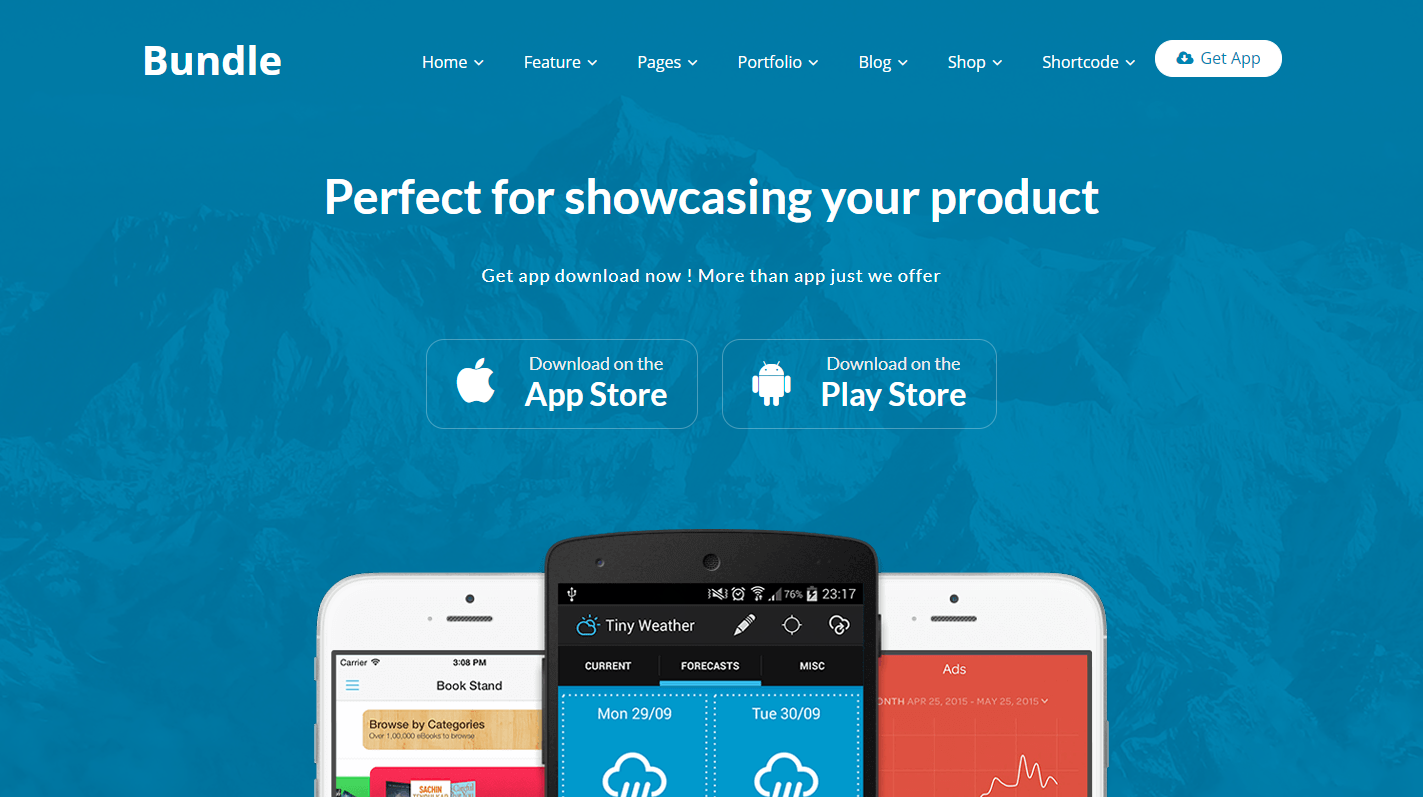 Bundle
Home Feature Pages Portfolio Blog Shop Shortcode Get App
Perfect for showcasing your product
Get app download now ! More than app just we offer
Download on the
App Store
Download on the
Play Store
76% 23:17
Tiny Weather
CURRENT FORECASTS MISC
Mon 29/09 Tue 30/09
Carrier 3:08 PM
Book Stand
Browse by Categories
Over 1,00,000 eBooks to browse
SACHIN
Ads
APR 25, 2015 - MAY 25, 2015